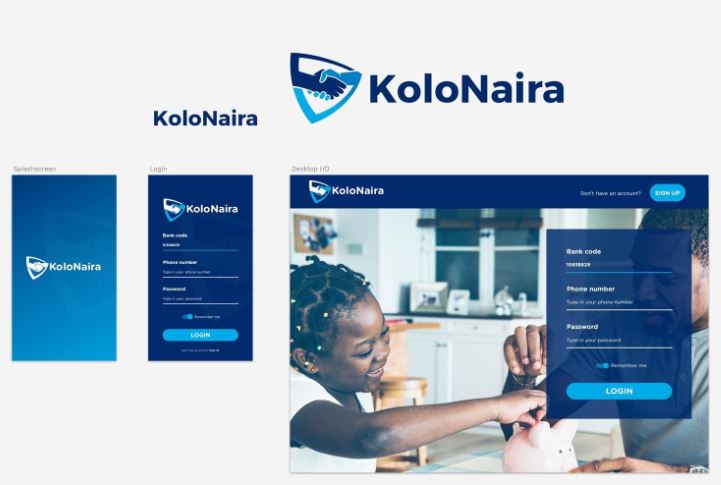 KoloNaira
KoloNaira
Splashscreen
Login
Desktop HD
KoloNaira
KoloNaira
Bank code
Phone number
Type in your phone number
Password
Type in your password
Remember me
LOGIN
KoloNaira
Don't have an account?
SIGN UP
Bank code
10938829
Phone number
Type in your phone number
Password
Type in your password
Remember me
LOGIN